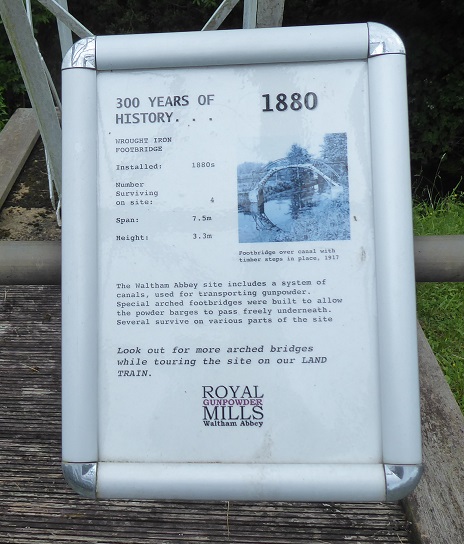 300 YEARS OF
HISTORY. . .
1880
WROUGHT IRON
FOOTBRIDGE
Installed: 1880s
Number
Surviving
on site: 4
Span: 7.5m
Height: 3.3m
Footbridge over canal with
timber steps in place, 1917
The Waltham Abbey site includes a system of
canals, used for transporting gunpowder.
Special arched footbridges were built to allow
the powder barges to pass freely underneath.
Several survive on various parts of the site
Look out for more arched bridges
while touring the site on our LAND
TRAIN.
ROYAL
GUNPOWDER
MILLS
Waltham Abbey